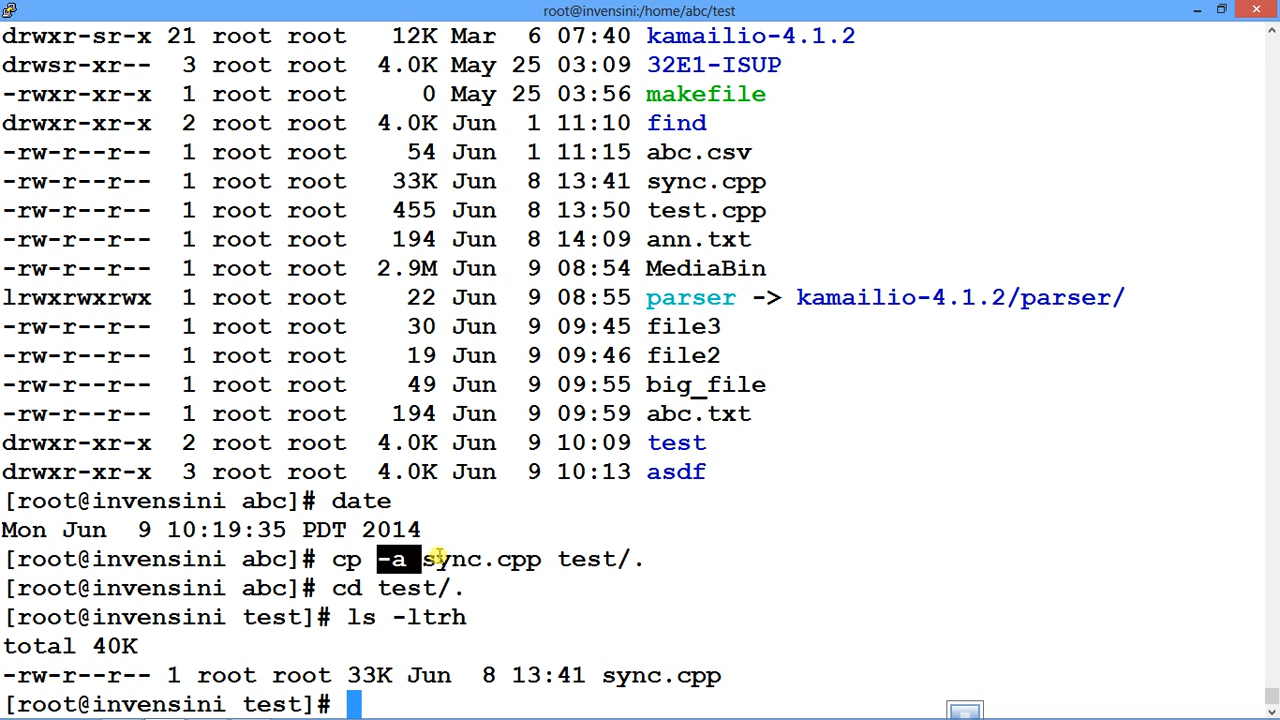 root@invensini:/home/abc/test
drwxr-sr-x 21 root root   12K Mar  6 07:40 kamailio-4.1.2
drwsr-xr--  3 root root  4.0K May 25 03:09 32E1-ISUP
-rwxr-xr-x  1 root root     0 May 25 03:56 makefile
drwxr-xr-x  2 root root  4.0K Jun  1 11:10 find
-rw-r--r--  1 root root    54 Jun  1 11:15 abc.csv
-rw-r--r--  1 root root   33K Jun  8 13:41 sync.cpp
-rw-r--r--  1 root root   455 Jun  8 13:50 test.cpp
-rw-r--r--  1 root root   194 Jun  8 14:09 ann.txt
-rw-r--r--  1 root root  2.9M Jun  9 08:54 MediaBin
lrwxrwxrwx  1 root root    22 Jun  9 08:55 parser -> kamailio-4.1.2/parser/
-rw-r--r--  1 root root    30 Jun  9 09:45 file3
-rw-r--r--  1 root root    19 Jun  9 09:46 file2
-rw-r--r--  1 root root    49 Jun  9 09:55 big_file
-rw-r--r--  1 root root   194 Jun  9 09:59 abc.txt
drwxr-xr-x  2 root root  4.0K Jun  9 10:09 test
drwxr-xr-x  3 root root  4.0K Jun  9 10:13 asdf
[root@invensini abc]# date
Mon Jun  9 10:19:35 PDT 2014
[root@invensini abc]# cp -a sync.cpp test/.
[root@invensini abc]# cd test/.
[root@invensini test]# ls -ltrh
total 40K
-rw-r--r-- 1 root root 33K Jun  8 13:41 sync.cpp
[root@invensini test]#